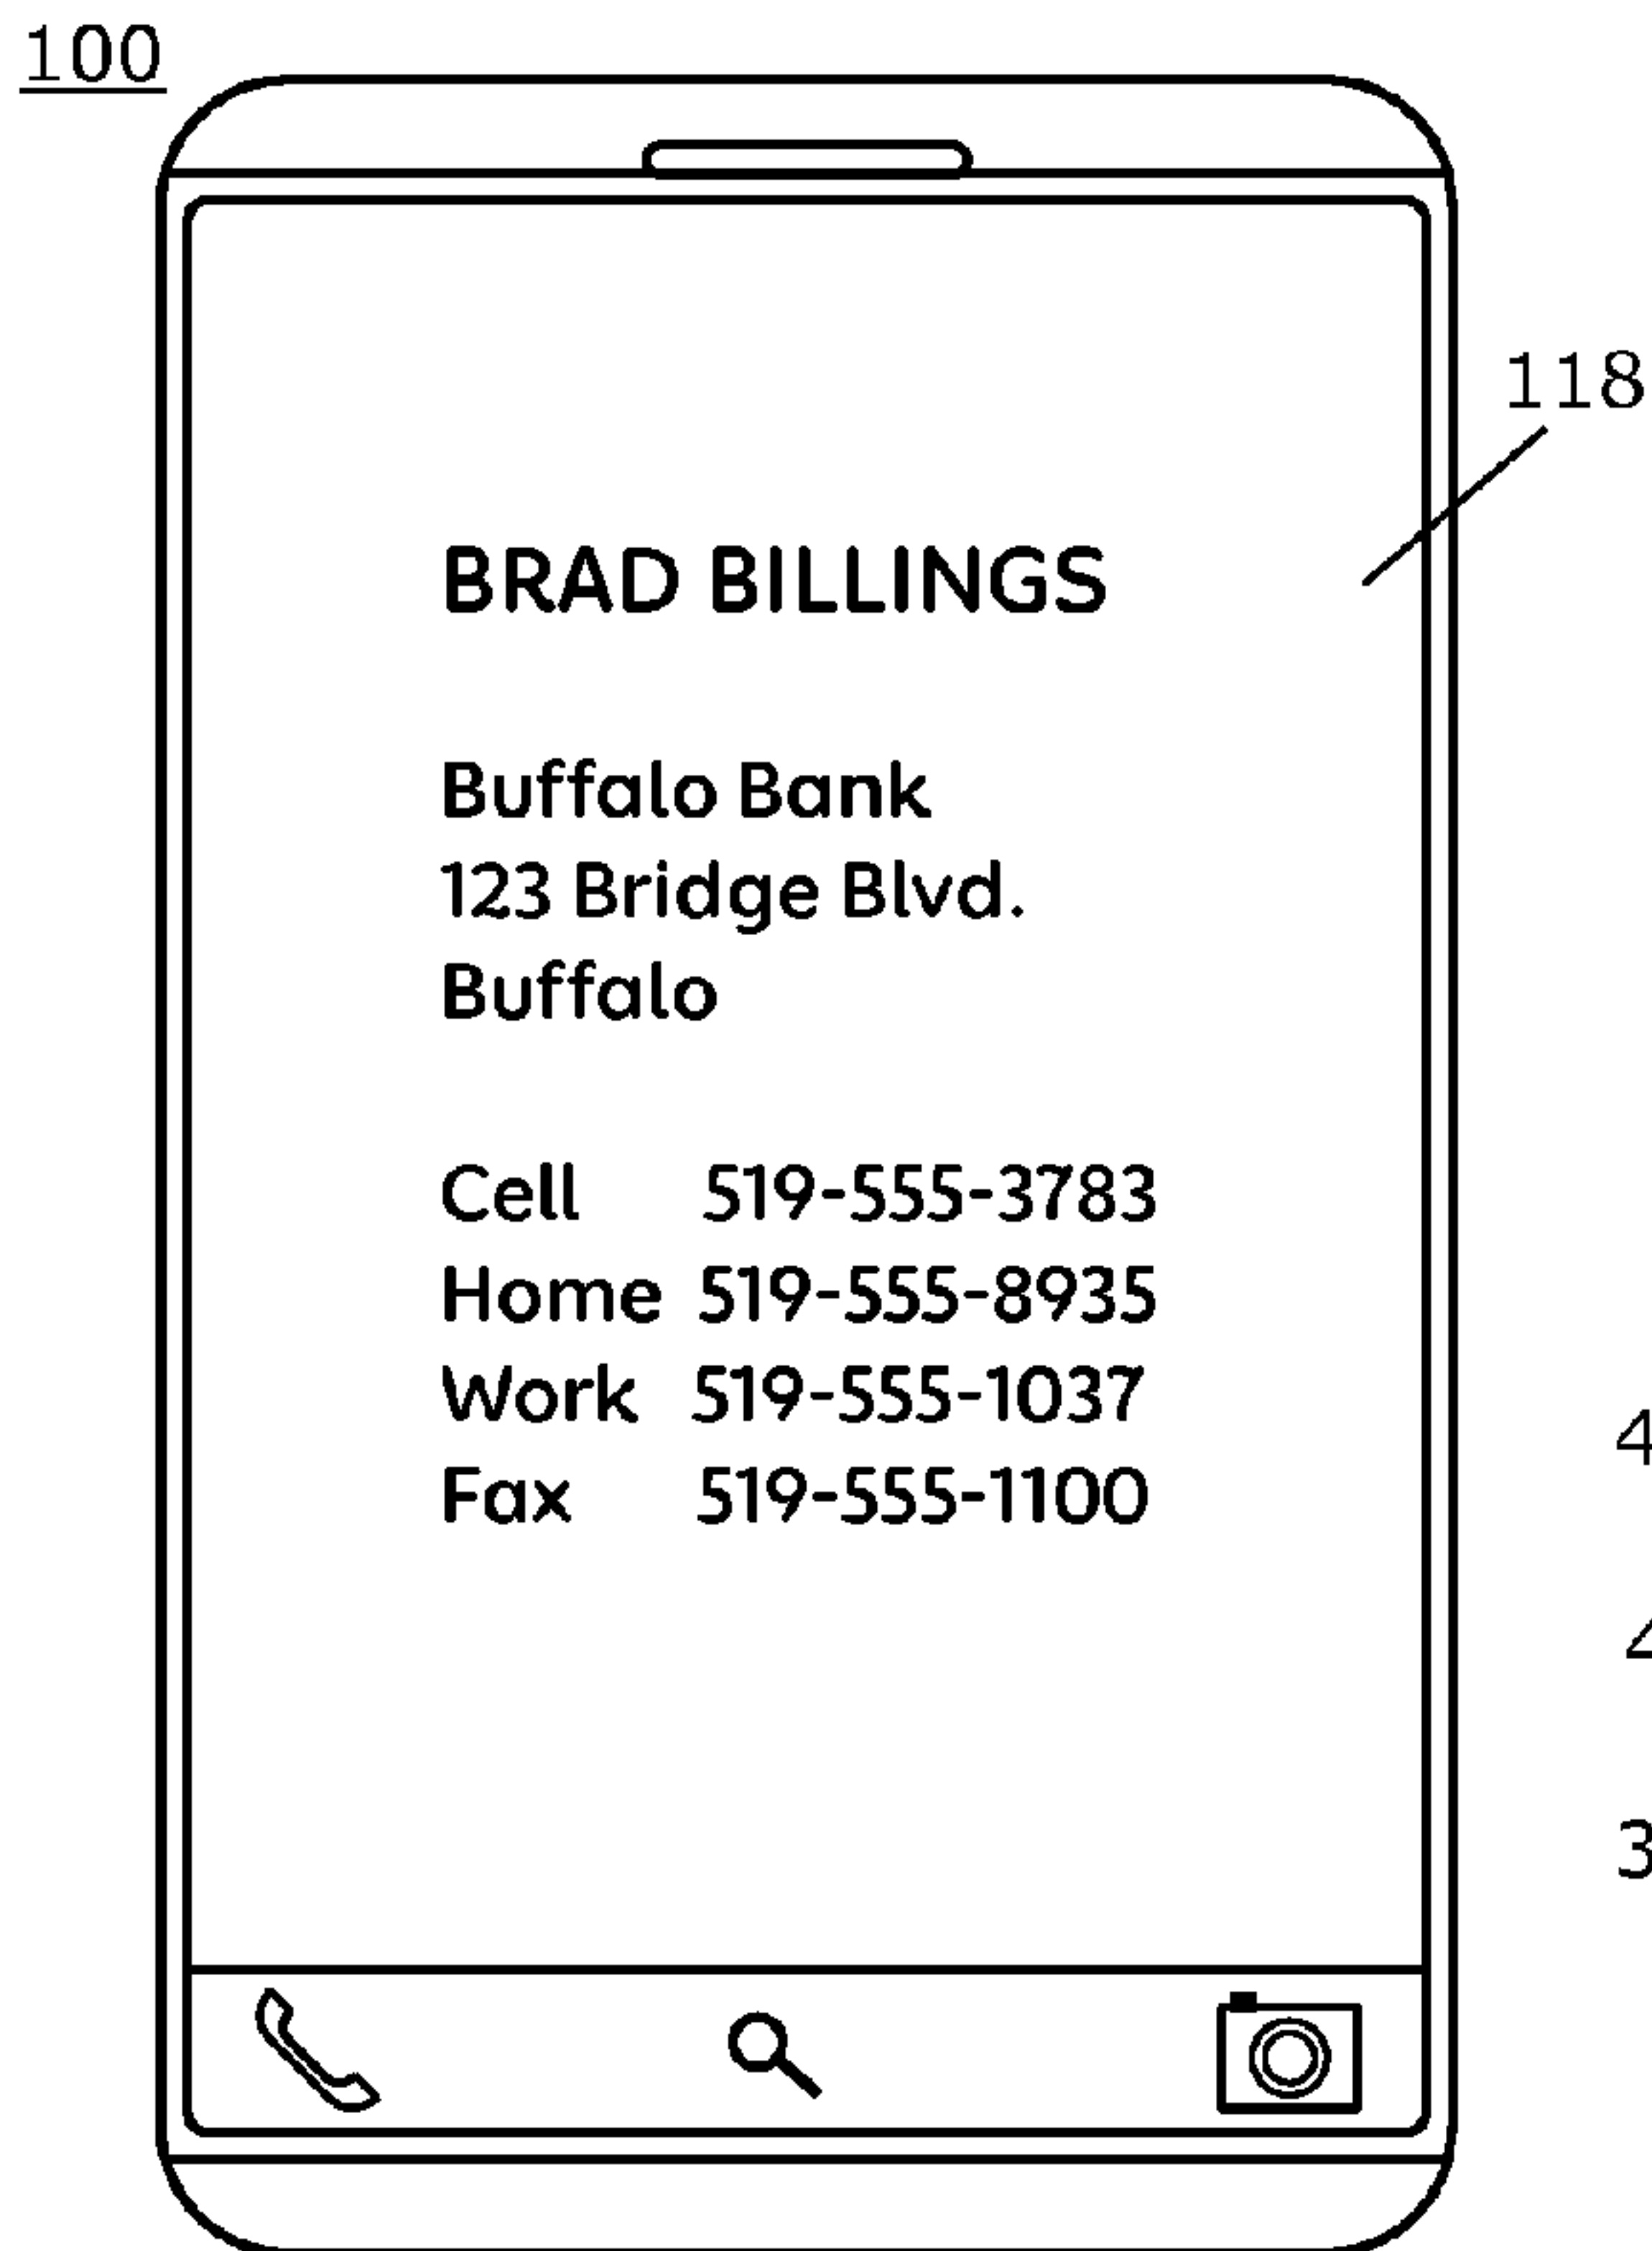 100
118
BRAD BILLINGS
Buffalo Bank
123 Bridge Blvd.
Buffalo
Cell 519-555-3783
Home 519-555-8935
Work 519-555-1037
Fax 519-555-1100